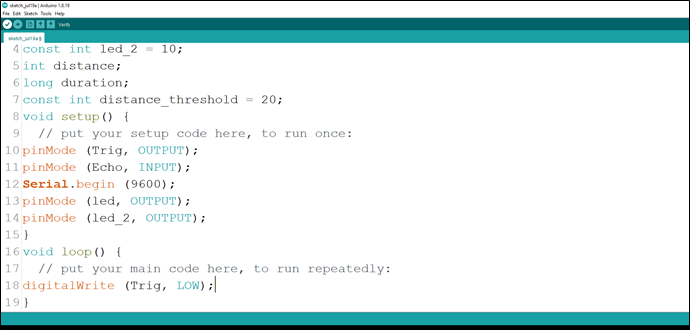 sketch_jul19a | Arduino 1.8.19
File Edit Sketch Tools Help
Verify
sketch_jul19a §
4 const int led_2 = 10;
5 int distance;
6 long duration;
7 const int distance_threshold = 20;
8 void setup() {
9 // put your setup code here, to run once:
10 pinMode (Trig, OUTPUT);
11 pinMode (Echo, INPUT);
12 Serial.begin (9600);
13 pinMode (led, OUTPUT);
14 pinMode (led_2, OUTPUT);
15 }
16 void loop() {
17 // put your main code here, to run repeatedly:
18 digitalWrite (Trig, LOW);
19 }